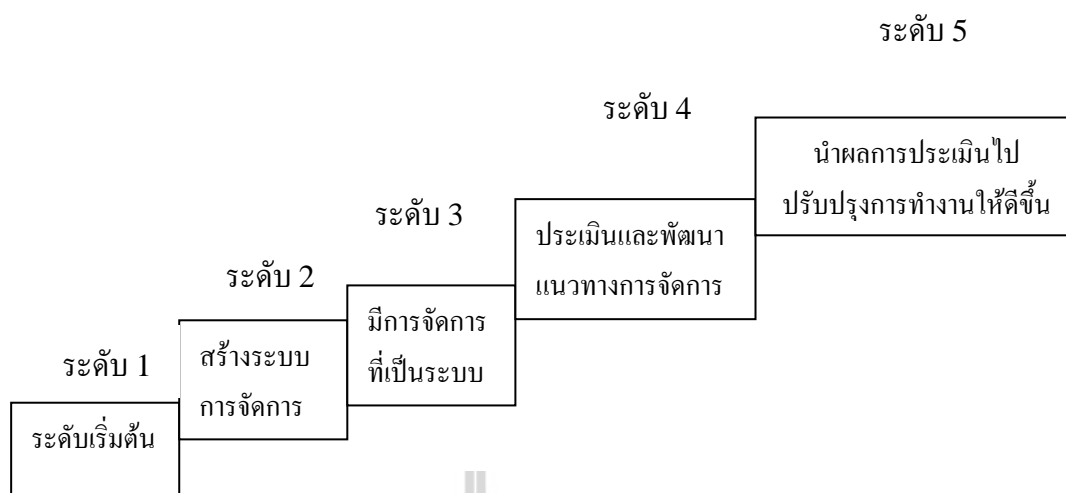 ระดับ 5
ระดับ 4
นำผลการประเมินไป
ปรับปรุงการทำงานให้ดีขึ้น
ระดับ 3
ประเมินและพัฒนา
แนวทางการจัดการ
ระดับ 2
มีการจัดการ
ที่เป็นระบบ
ระดับ 1
สร้างระบบ
การจัดการ
ระดับเริ่มต้น